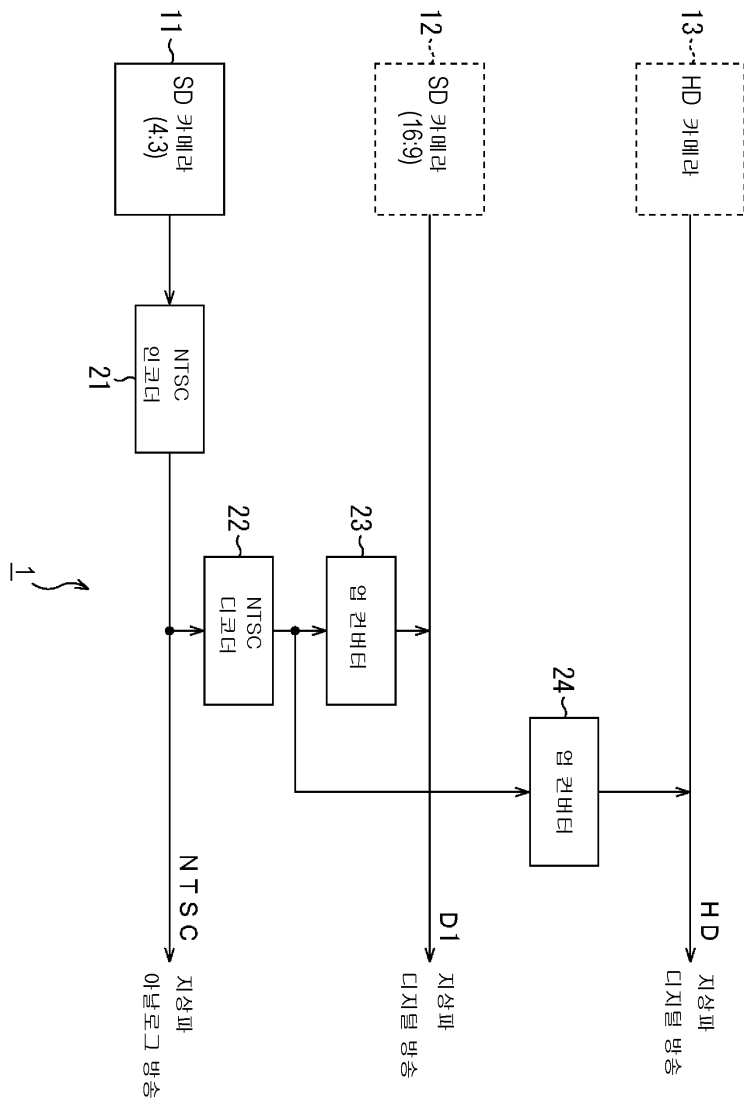 13
HD 카메라
HD
지상파
디지털 방송
24
업 컨버터
12
SD 카메라
(16:9)
D1
지상파
디지털 방송
23
업 컨버터
22
NTSC
디코더
11
SD 카메라
(4:3)
NTSC
인코더
21
NTSC
지상파
아날로그 방송
1